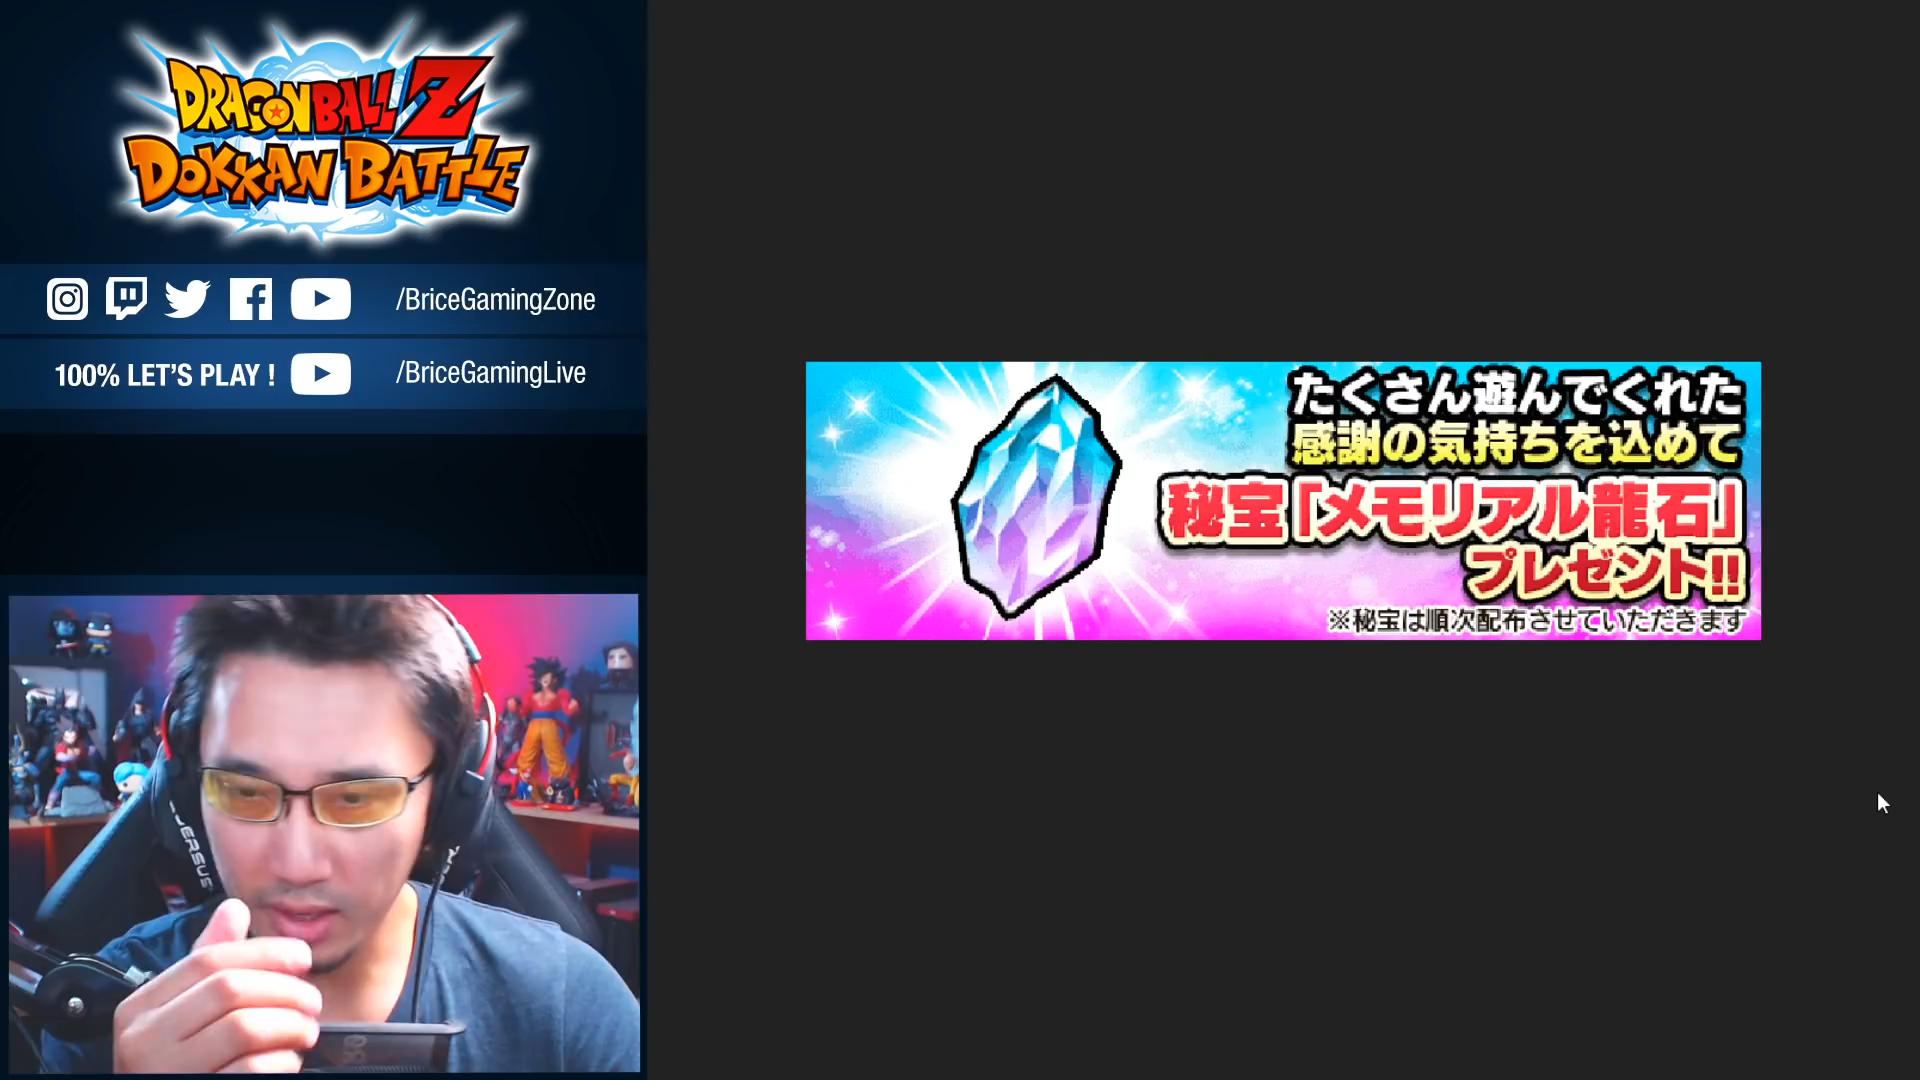 DRAGON BALL Z
DOKKAN BATTLE
/BriceGamingZone
100% LET'S PLAY !
/BriceGamingLive
たくさん遊んでくれた
感謝の気持ちを込めて
秘宝「メモリアル龍石」
プレゼント!!
※秘宝は順次配布させていただきます